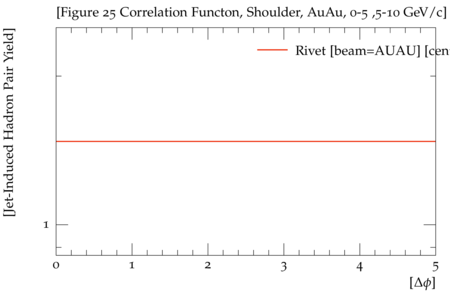 [Figure 25 Correlation Functon, Shoulder, AuAu, 0-5 ,5-10 GeV/c]
Rivet [beam=AUAU] [cen
[Jet-Induced Hadron Pair Yield]
1
0 1 2 3 4 5
[Δϕ]